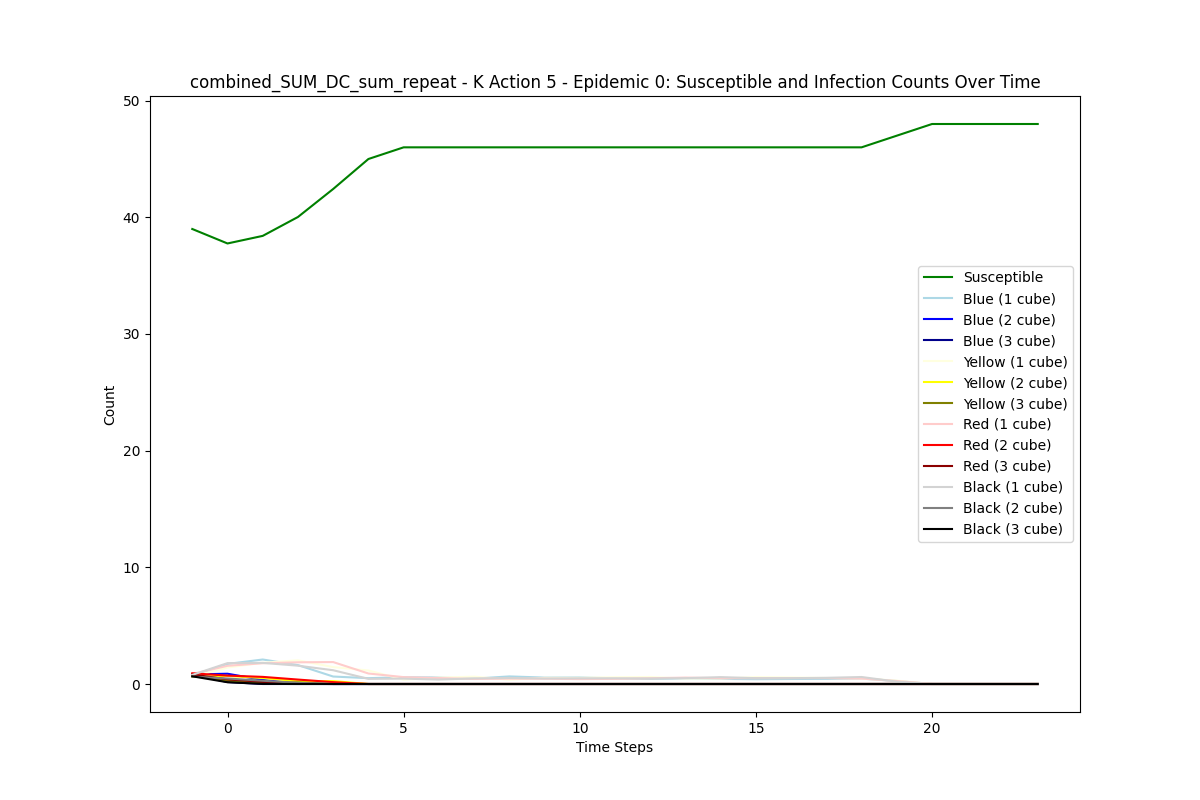 combined_SUM_DC_sum_repeat - K Action 5 - Epidemic 0: Susceptible and Infection Counts Over Time
50
40
30
20
10
0
Count
Susceptible
Blue (1 cube)
Blue (2 cube)
Blue (3 cube)
Yellow (1 cube)
Yellow (2 cube)
Yellow (3 cube)
Red (1 cube)
Red (2 cube)
Red (3 cube)
Black (1 cube)
Black (2 cube)
Black (3 cube)
0 5 10 15 20
Time Steps